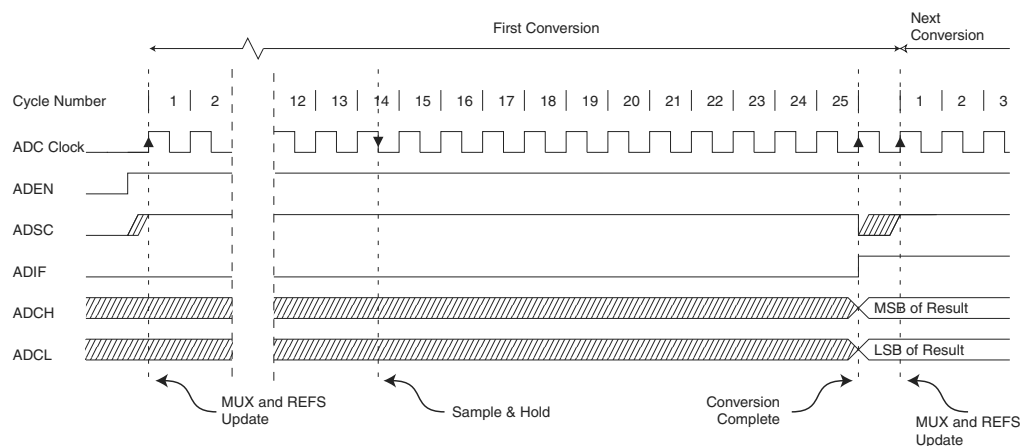 First Conversion
Next
Conversion
Cycle Number 1 2 12 13 14 15 16 17 18 19 20 21 22 23 24 25 1 2 3
ADC Clock
ADEN
ADSC
ADIF
ADCH MSB of Result
ADCL LSB of Result
MUX and REFS
Update
Sample & Hold
Conversion
Complete
MUX and REFS
Update